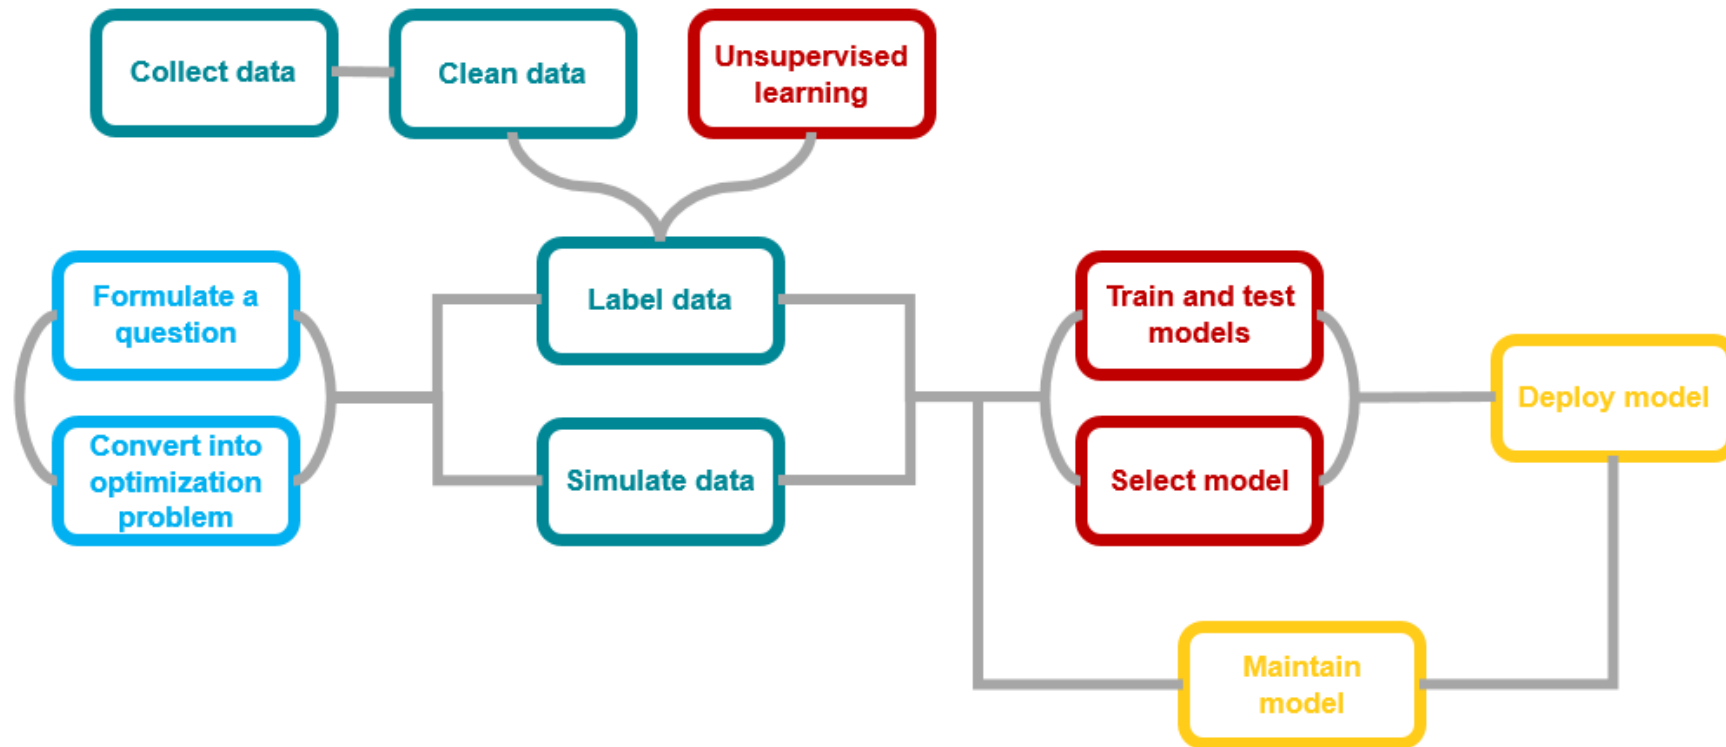 Collect data
Clean data
Unsupervised
learning
Formulate a
question
Label data
Train and test
models
Deploy model
Convert into
optimization
problem
Simulate data
Select model
Maintain
model